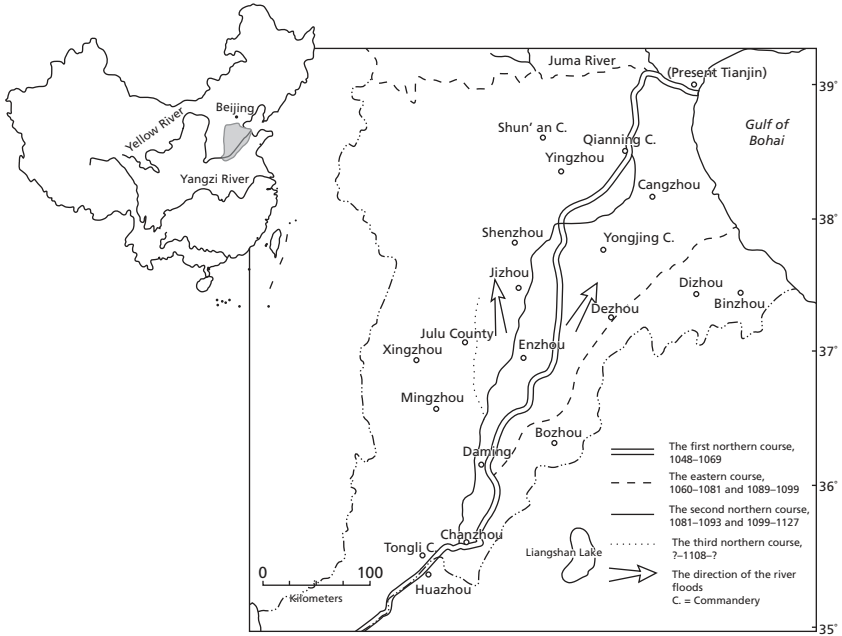 Beijing
Yellow River
Yangzi River
Juma River
(Present Tianjin)
39°
Gulf of
Bohai
Shun' an C.
Qianning C.
Yingzhou
Cangzhou
38°
Shenzhou
Yongjing C.
Jizhou
Dizhou
Binzhou
Dezhou
Julu County
Enzhou
37°
Xingzhou
Mingzhou
Bozhou
Daming
36°
Chanzhou
Tongli C.
Liangshan Lake
Huazhou
35°
0 100
Kilometers
The first northern course,
1048–1069
The eastern course,
1060–1081 and 1089–1099
The second northern course,
1081–1093 and 1099–1127
The third northern course,
?–1108–?
The direction of the river
floods
C. = Commandery